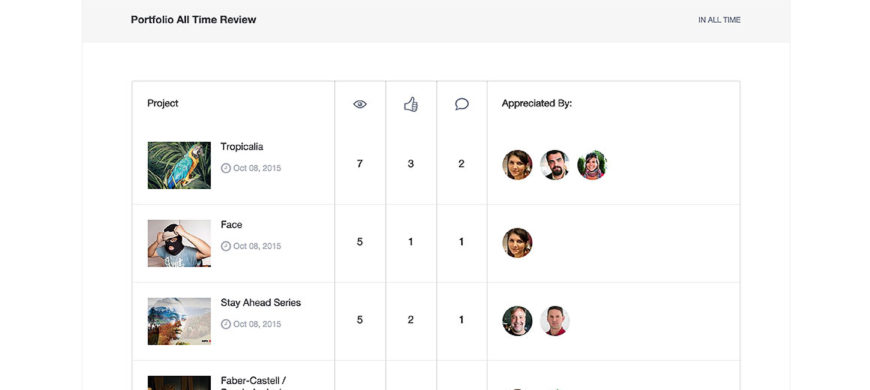 Portfolio All Time Review
IN ALL TIME
Project
Appreciated By:
Tropicalia
Oct 08, 2015
7
3
2
Face
Oct 08, 2015
5
1
1
Stay Ahead Series
Oct 08, 2015
5
2
1
Faber-Castell /